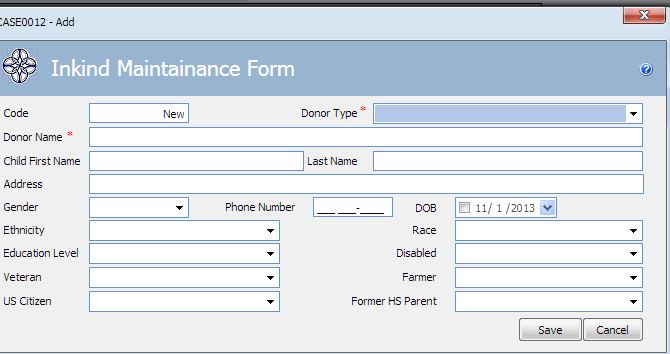 CASE0012 - Add
Inkind Maintainance Form
Code New Donor Type *
Donor Name *
Child First Name Last Name
Address
Gender Phone Number ___ ___-____ DOB 11/ 1 /2013
Ethnicity Race
Education Level Disabled
Veteran Farmer
US Citizen Former HS Parent
Save Cancel